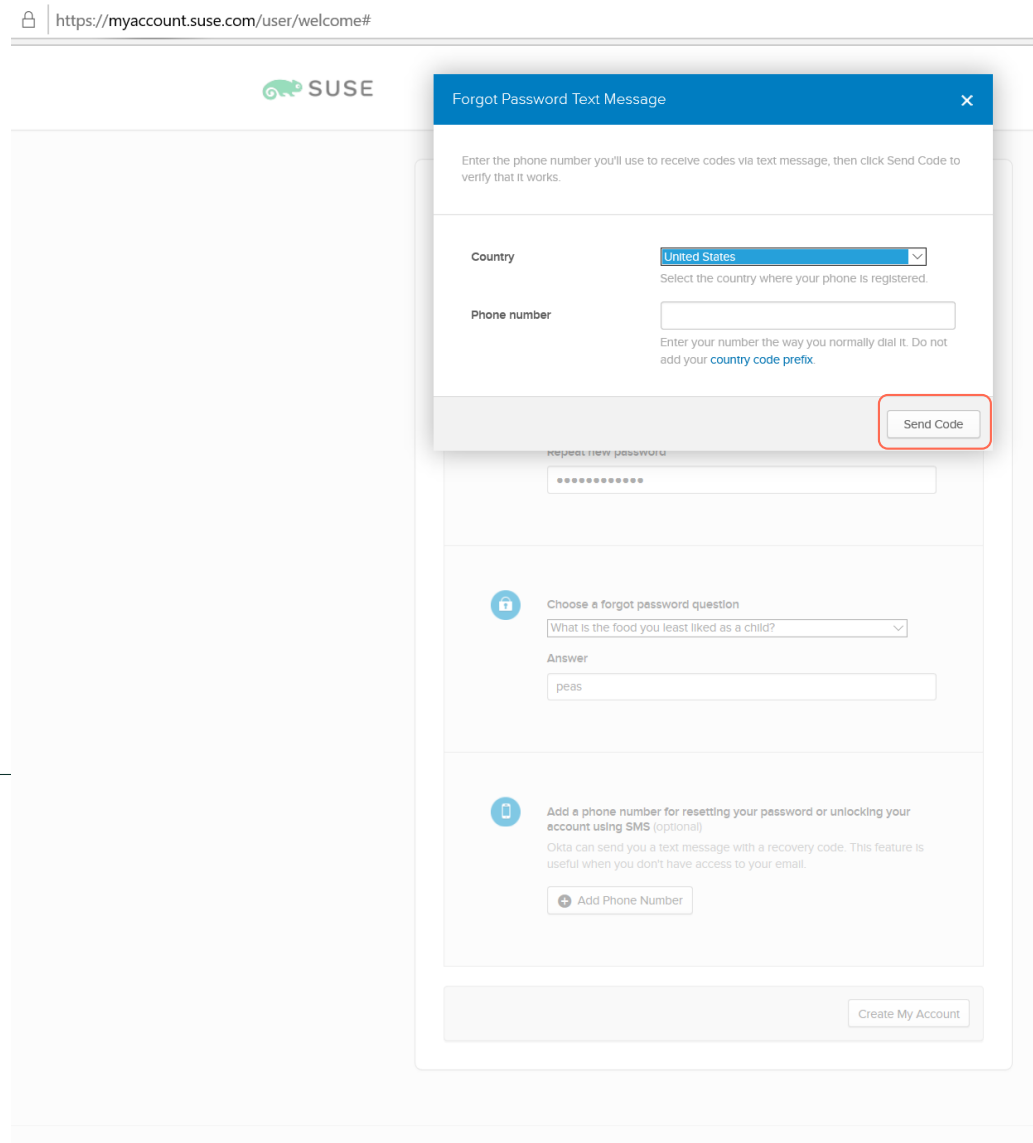 https://myaccount.suse.com/user/welcome#
SUSE
Forgot Password Text Message
Enter the phone number you'll use to receive codes via text message, then click Send Code to
verify that it works.
Country
United States
Select the country where your phone is registered.
Phone number
Enter your number the way you normally dial it. Do not
add your country code prefix.
Send Code
Repeat new password
••••••••••••
Choose a forgot password question
What is the food you least liked as a child?
Answer
peas
Add a phone number for resetting your password or unlocking your
account using SMS (optional)
Okta can send you a text message with a recovery code. This feature is
useful when you don't have access to your email.
Add Phone Number
Create My Account